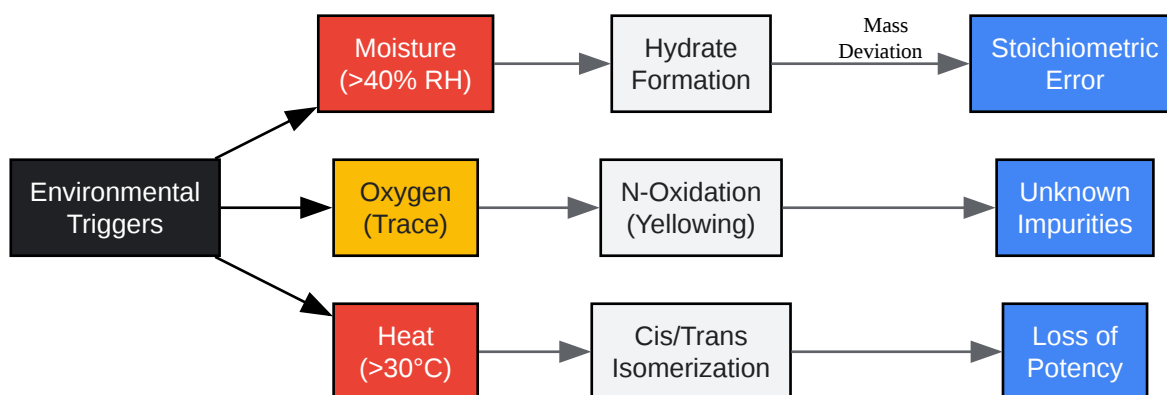 Environmental
Triggers
Moisture
(>40% RH)
Hydrate
Formation
Mass
Deviation
Stoichiometric
Error
Oxygen
(Trace)
N-Oxidation
(Yellowing)
Unknown
Impurities
Heat
(>30°C)
Cis/Trans
Isomerization
Loss of
Potency